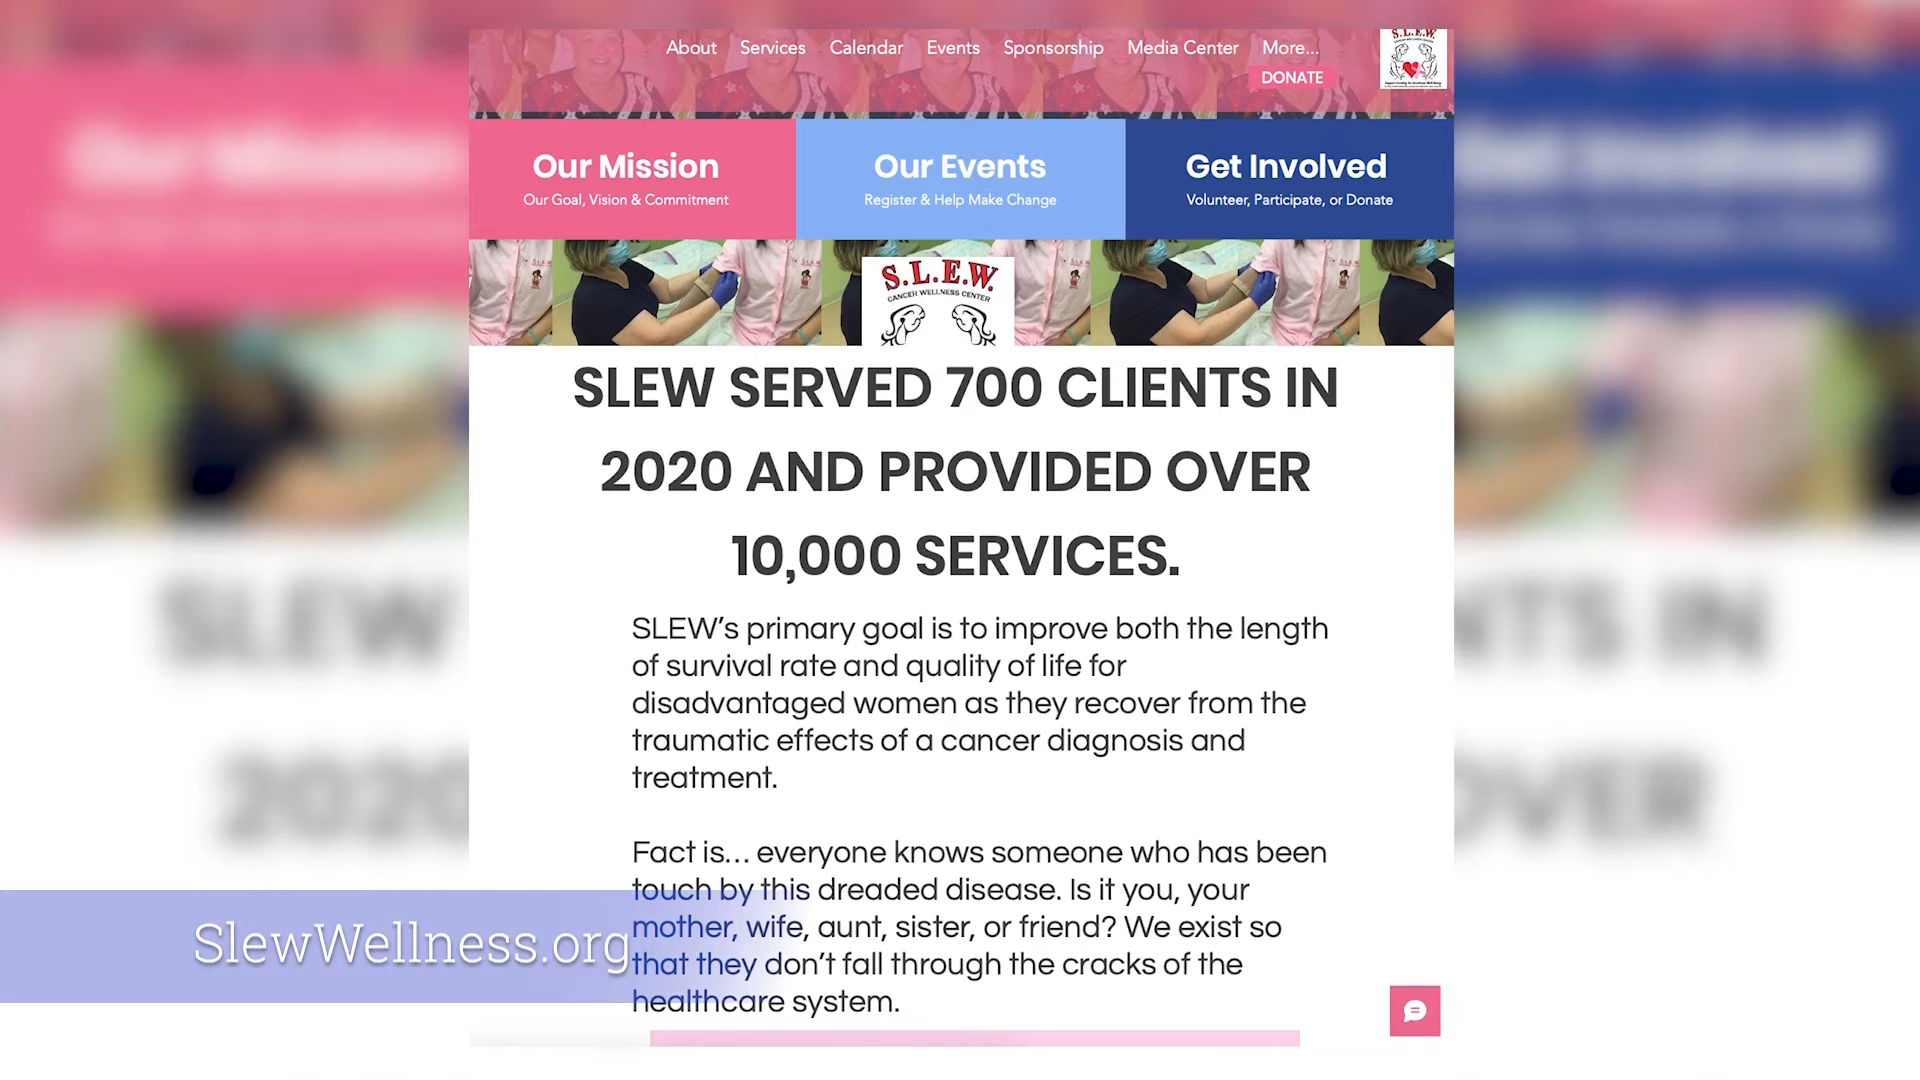 S.L.E.W.
About Services Calendar Events Sponsorship Media Center More...
DONATE
Our Mission
Our Goal, Vision & Commitment
Our Events
Register & Help Make Change
Get Involved
Volunteer, Participate, or Donate
S.L.E.W.
CANCER WELLNESS CENTER
SLEW SERVED 700 CLIENTS IN
2020 AND PROVIDED OVER
10,000 SERVICES.
SLEW’s primary goal is to improve both the length
of survival rate and quality of life for
disadvantaged women as they recover from the
traumatic effects of a cancer diagnosis and
treatment.
Fact is... everyone knows someone who has been
touch by this dreaded disease. Is it you, your
mother, wife, aunt, sister, or friend? We exist so
that they don’t fall through the cracks of the
healthcare system.
SlewWellness.org